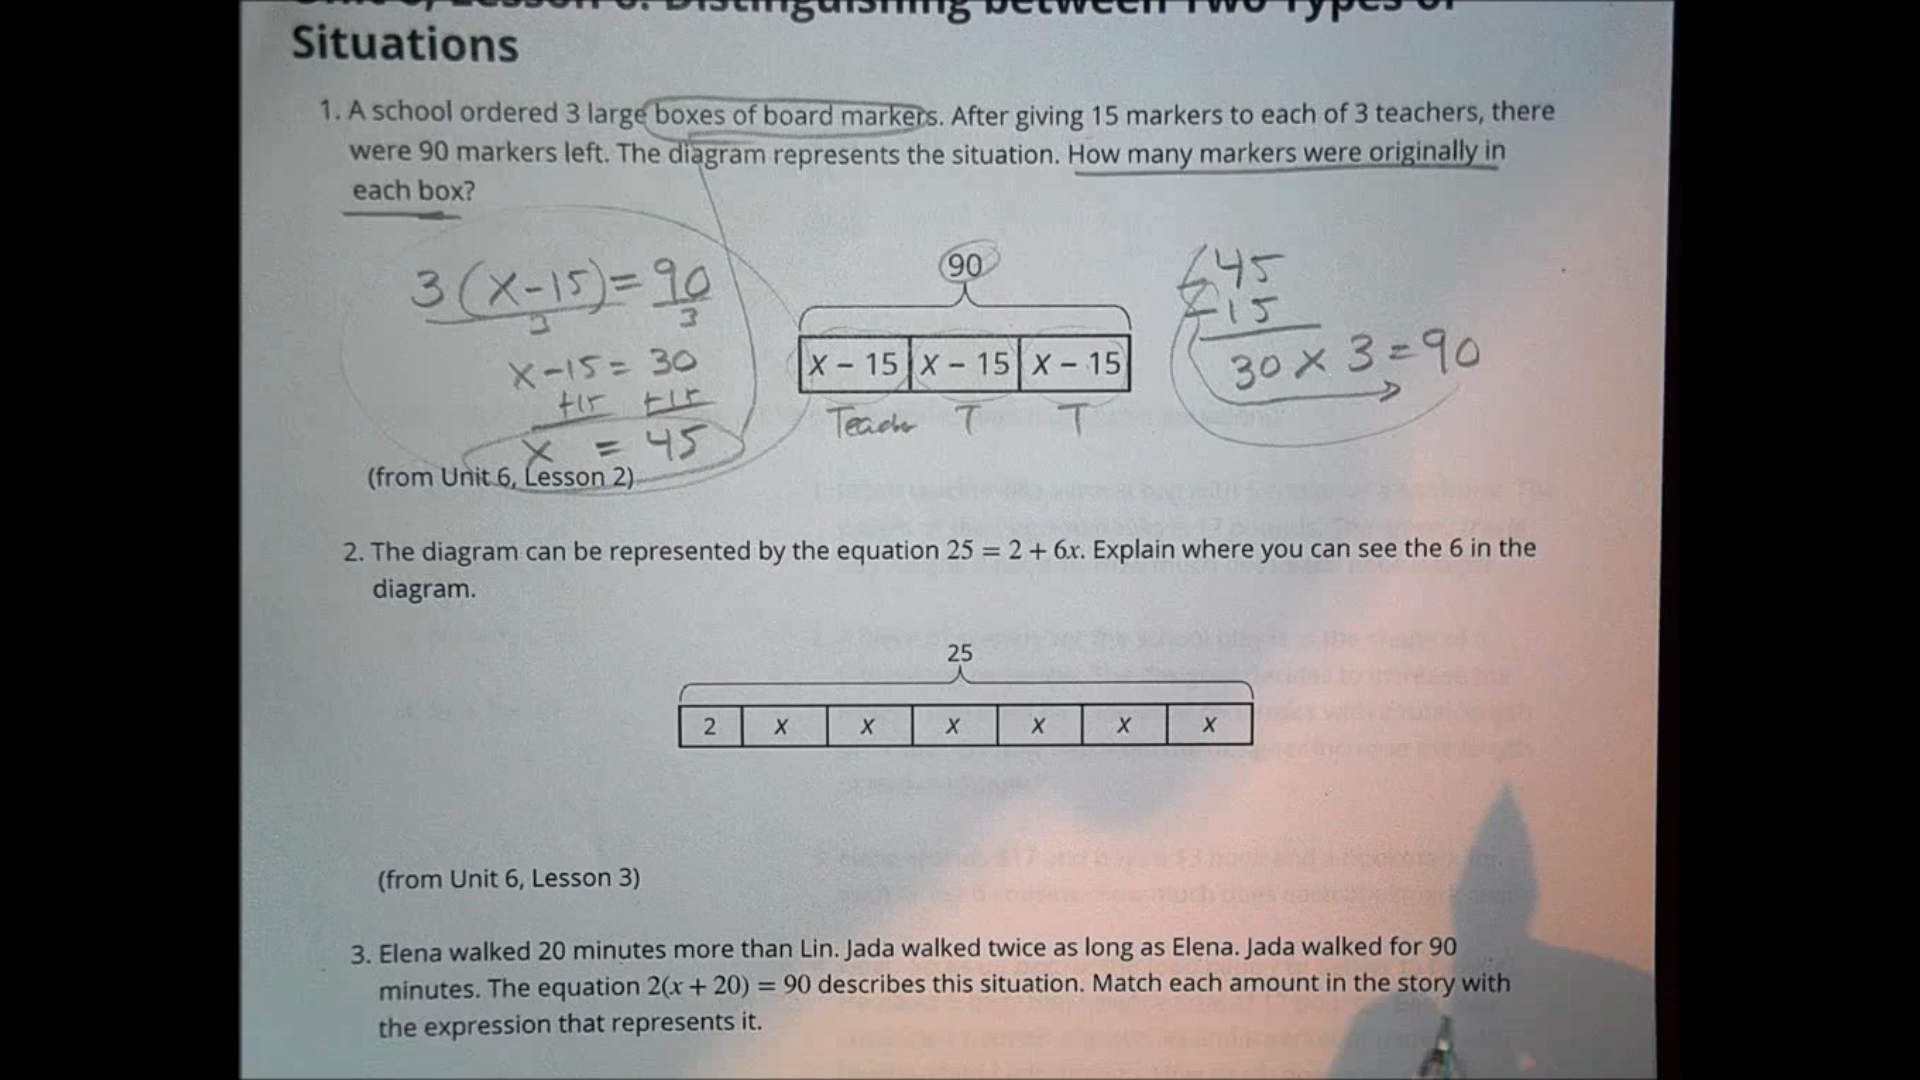 Distinguishing between Two Types of
Situations
1. A school ordered 3 large boxes of board markers. After giving 15 markers to each of 3 teachers, there
were 90 markers left. The diagram represents the situation. How many markers were originally in
each box?
3(x-15)=90
3 3
x-15=30
+15 +15
x = 45
90
x – 15 x – 15 x – 15
Teacher T T
45
-15
30 x 3=90
(from Unit 6, Lesson 2)
2. The diagram can be represented by the equation 25 = 2 + 6x. Explain where you can see the 6 in the
diagram.
25
2 x x x x x x
(from Unit 6, Lesson 3)
3. Elena walked 20 minutes more than Lin. Jada walked twice as long as Elena. Jada walked for 90
minutes. The equation 2(x + 20) = 90 describes this situation. Match each amount in the story with
the expression that represents it.